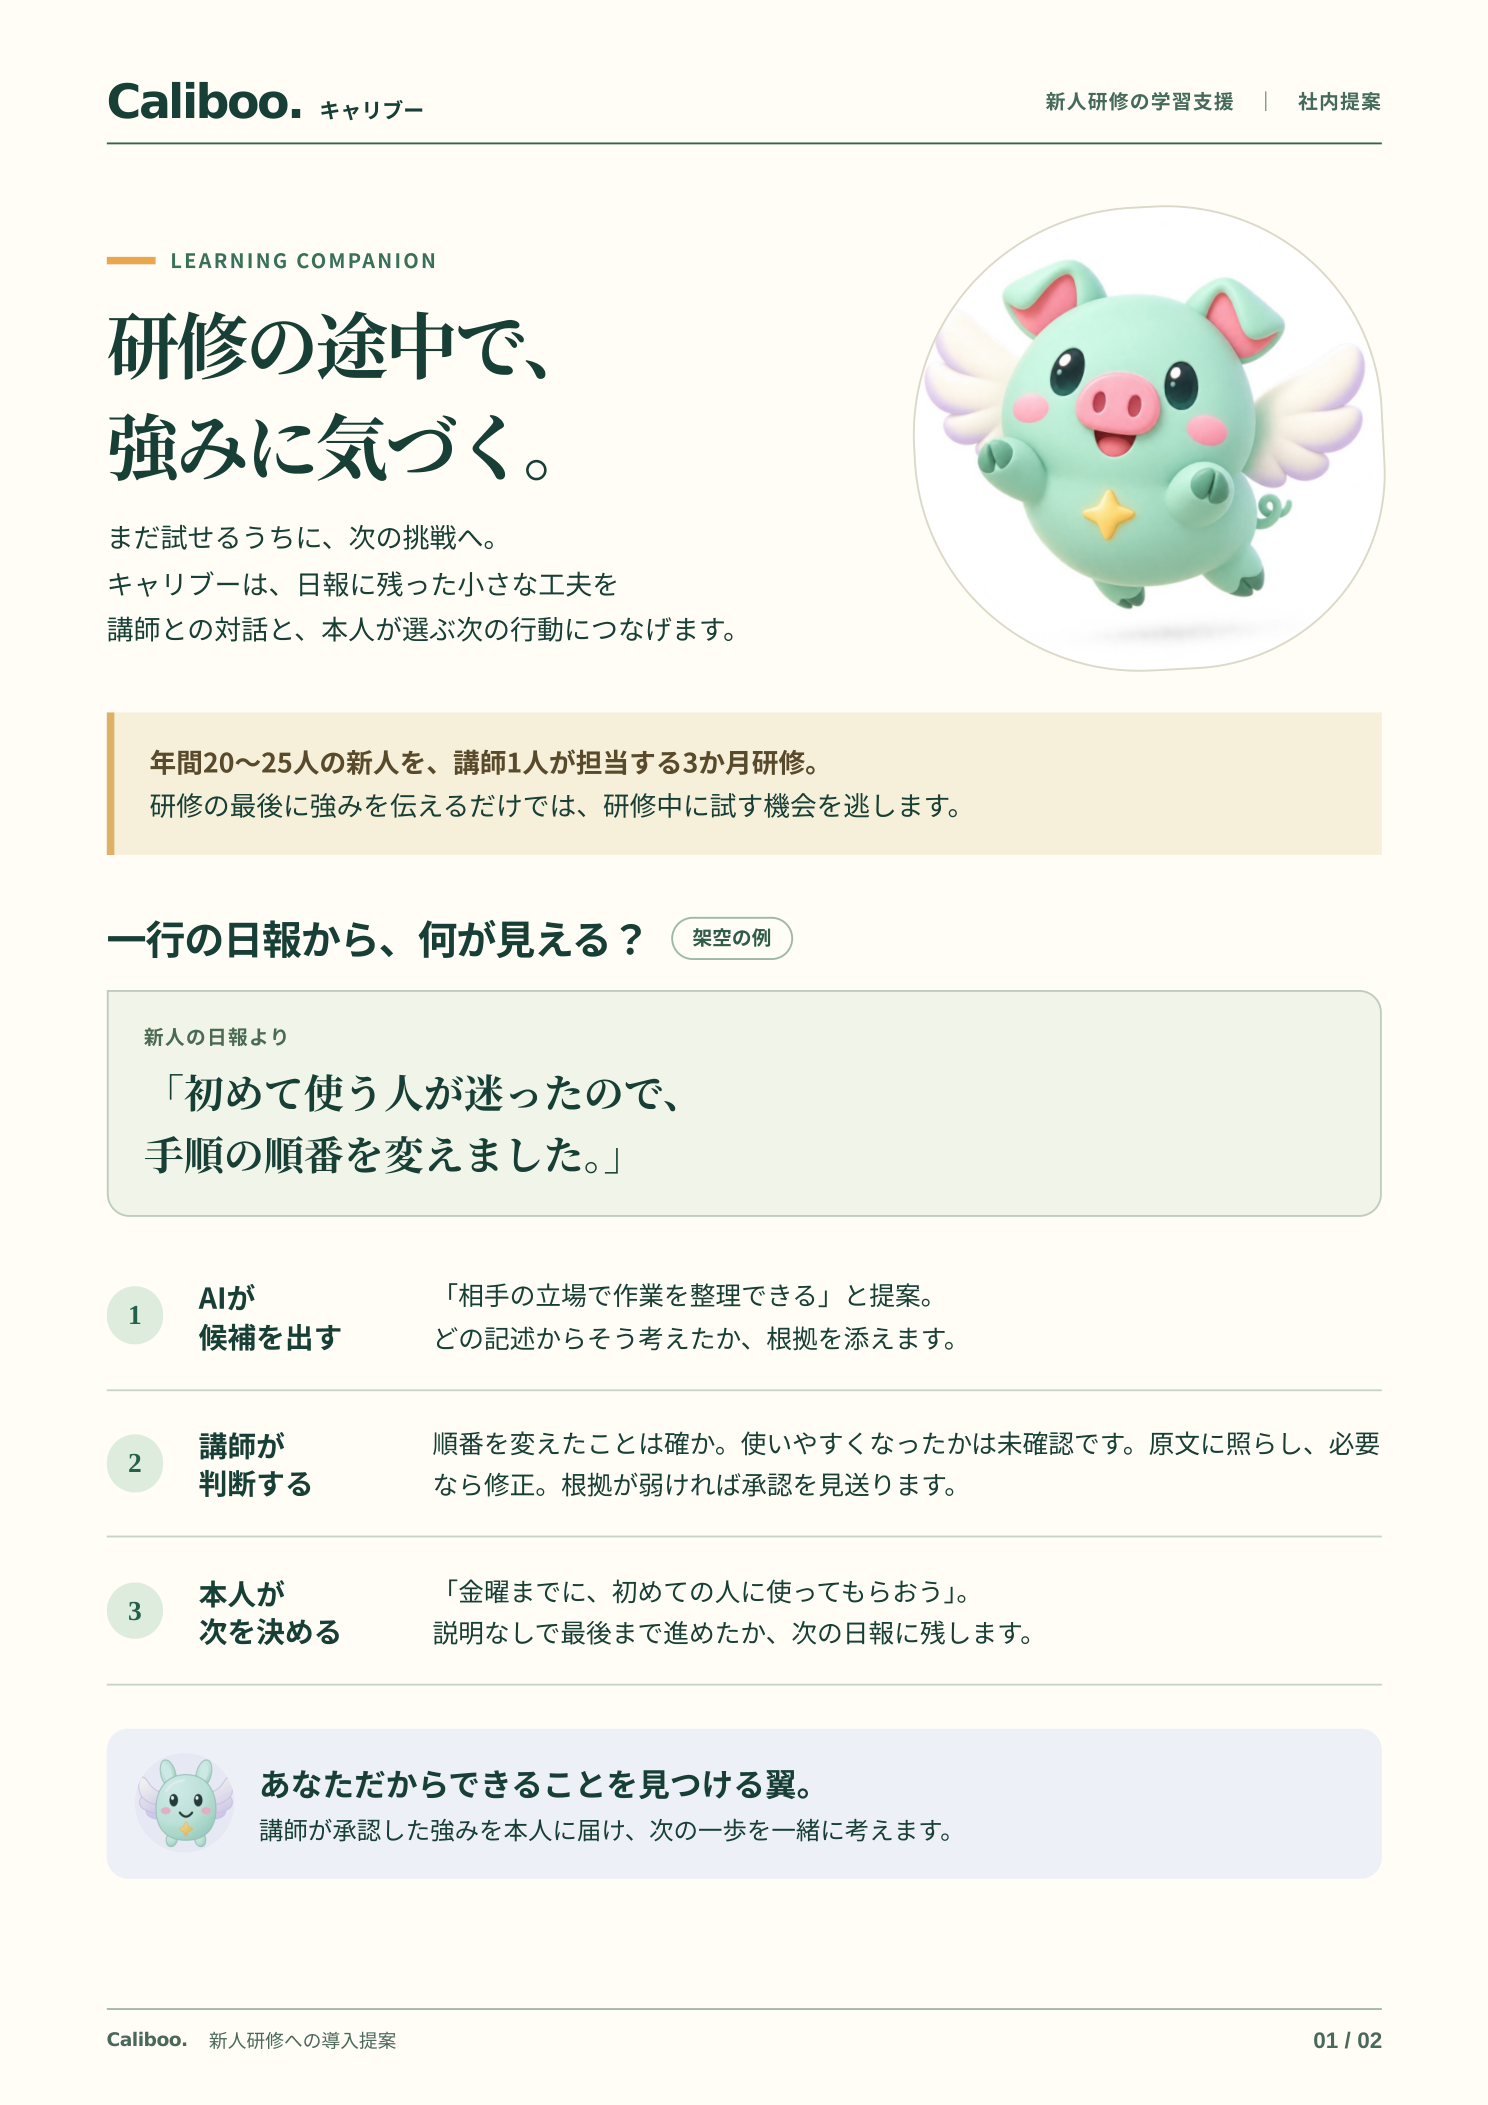 Caliboo. キャリブー
新人研修の学習支援 ｜ 社内提案
LEARNING COMPANION
研修の途中で、
強みに気づく。
まだ試せるうちに、次の挑戦へ。
キャリブーは、日報に残った小さな工夫を
講師との対話と、本人が選ぶ次の行動につなげます。
年間20〜25人の新人を、講師1人が担当する3か月研修。
研修の最後に強みを伝えるだけでは、研修中に試す機会を逃します。
一行の日報から、何が見える？ 架空の例
新人の日報より
「初めて使う人が迷ったので、
手順の順番を変えました。」
1
AIが
候補を出す
「相手の立場で作業を整理できる」と提案。
どの記述からそう考えたか、根拠を添えます。
2
講師が
判断する
順番を変えたことは確か。使いやすくなったかは未確認です。原文に照らし、必要
なら修正。根拠が弱ければ承認を見送ります。
3
本人が
次を決める
「金曜までに、初めての人に使ってもらおう」。
説明なしで最後まで進めたか、次の日報に残します。
あなただからできることを見つける翼。
講師が承認した強みを本人に届け、次の一歩を一緒に考えます。
Caliboo. 新人研修への導入提案
01 / 02